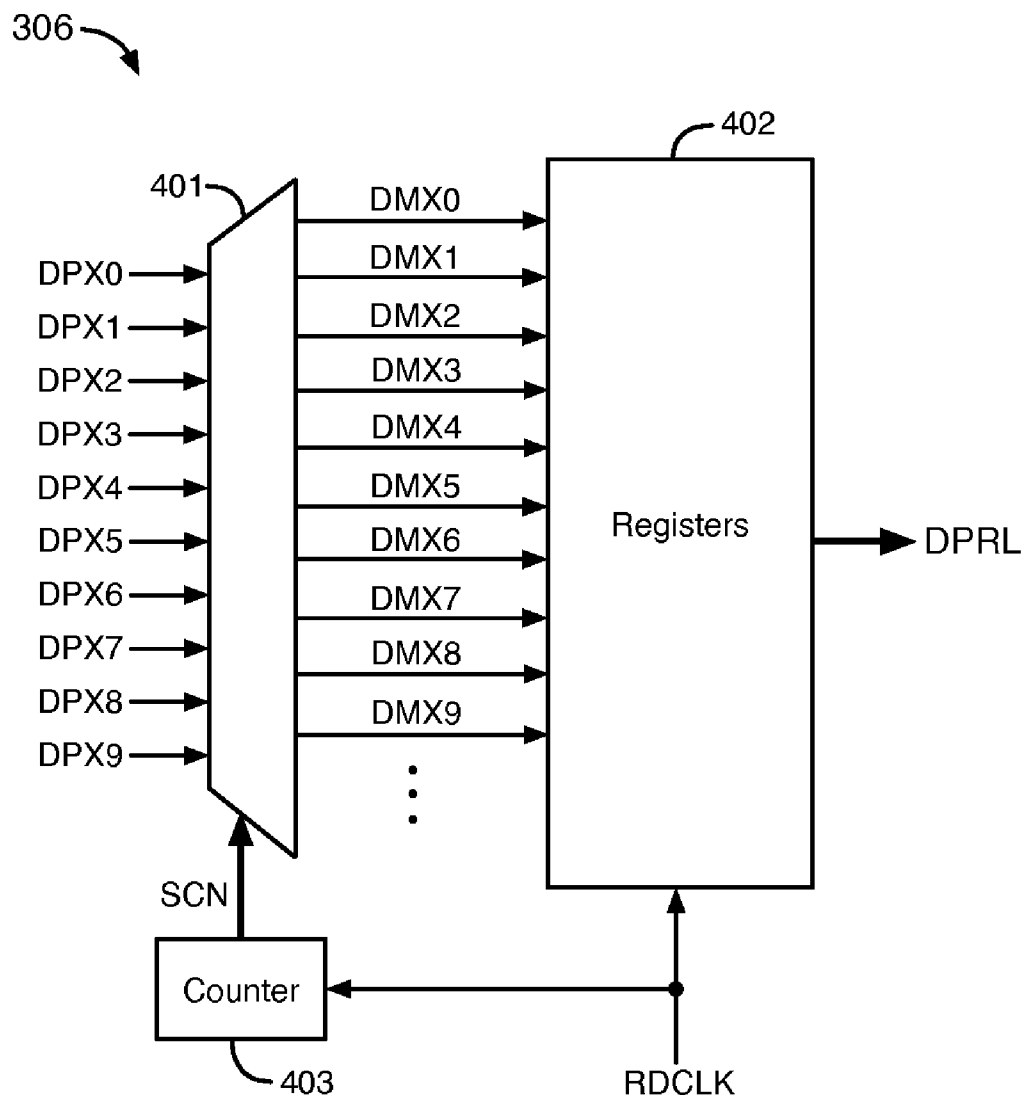 306
402
401
DMX0
DMX1
DMX2
DMX3
DMX4
DMX5
DMX6
DMX7
DMX8
DMX9
DPX0
DPX1
DPX2
DPX3
DPX4
DPX5
DPX6
DPX7
DPX8
DPX9
Registers
DPRL
SCN
Counter
403
RDCLK